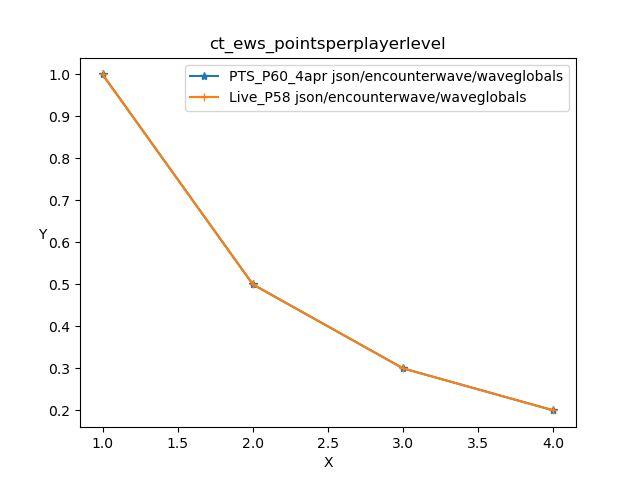 ct_ews_pointsperplayerlevel
PTS_P60_4apr json/encounterwave/waveglobals
Live_P58 json/encounterwave/waveglobals
1.0
0.9
0.8
0.7
0.6
Y
0.5
0.4
0.3
0.2
1.0 1.5 2.0 2.5 3.0 3.5 4.0
X